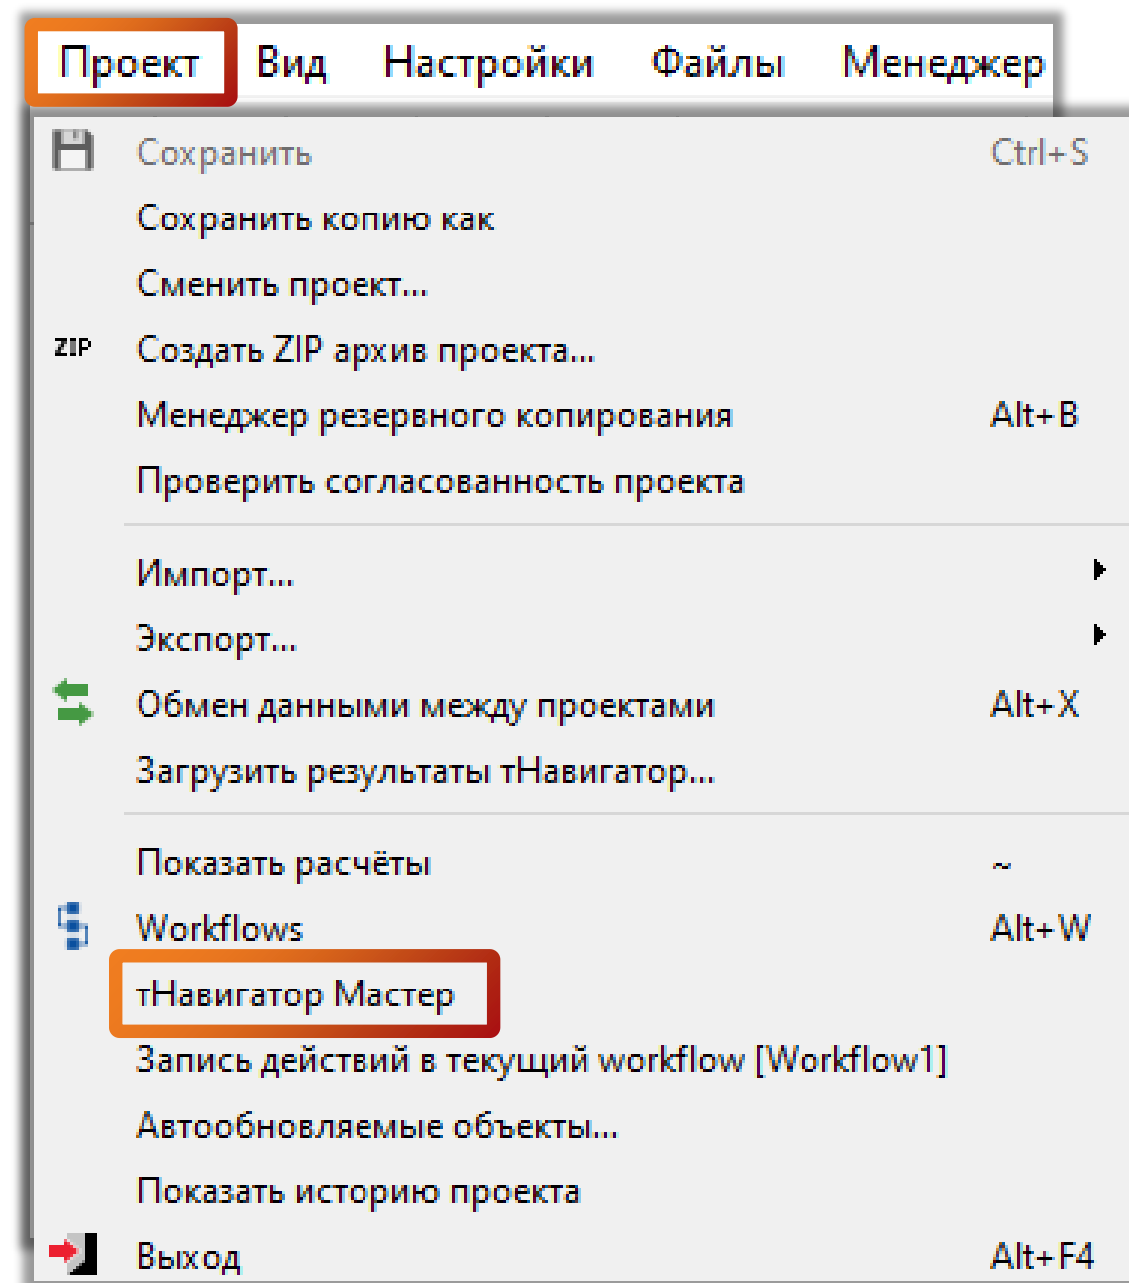 Проект Вид Настройки Файлы Менеджер
Сохранить Ctrl+S
Сохранить копию как
Сменить проект...
ZIP Создать ZIP архив проекта...
Менеджер резервного копирования Alt+B
Проверить согласованность проекта
Импорт...
Экспорт...
Обмен данными между проектами Alt+X
Загрузить результаты тНавигатор...
Показать расчёты ~
Workflows Alt+W
тНавигатор Мастер
Запись действий в текущий workflow [Workflow1]
Автообновляемые объекты...
Показать историю проекта
Выход Alt+F4